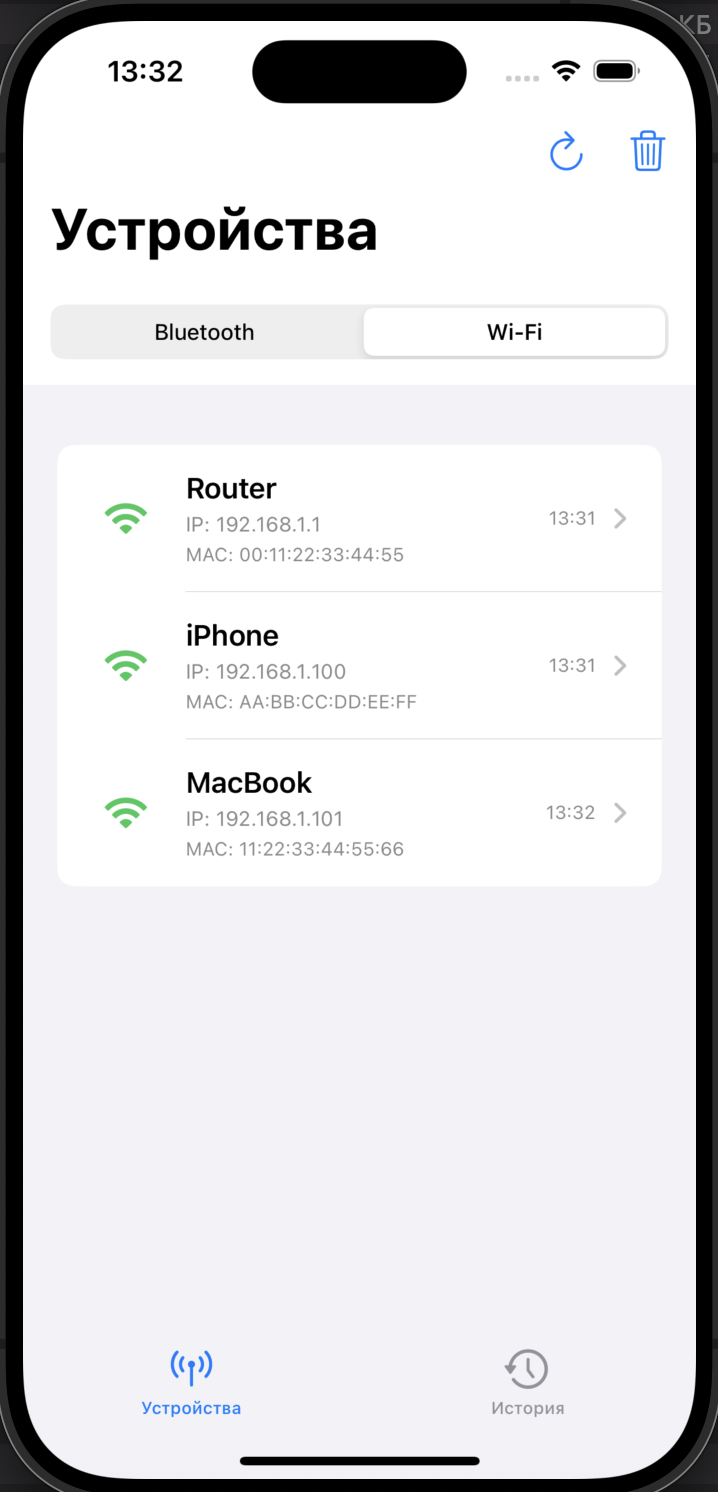 КБ
13:32
Устройства
Bluetooth
Wi-Fi
Router
IP: 192.168.1.1
MAC: 00:11:22:33:44:55
13:31
iPhone
IP: 192.168.1.100
MAC: AA:BB:CC:DD:EE:FF
13:31
MacBook
IP: 192.168.1.101
MAC: 11:22:33:44:55:66
13:32
Устройства
История